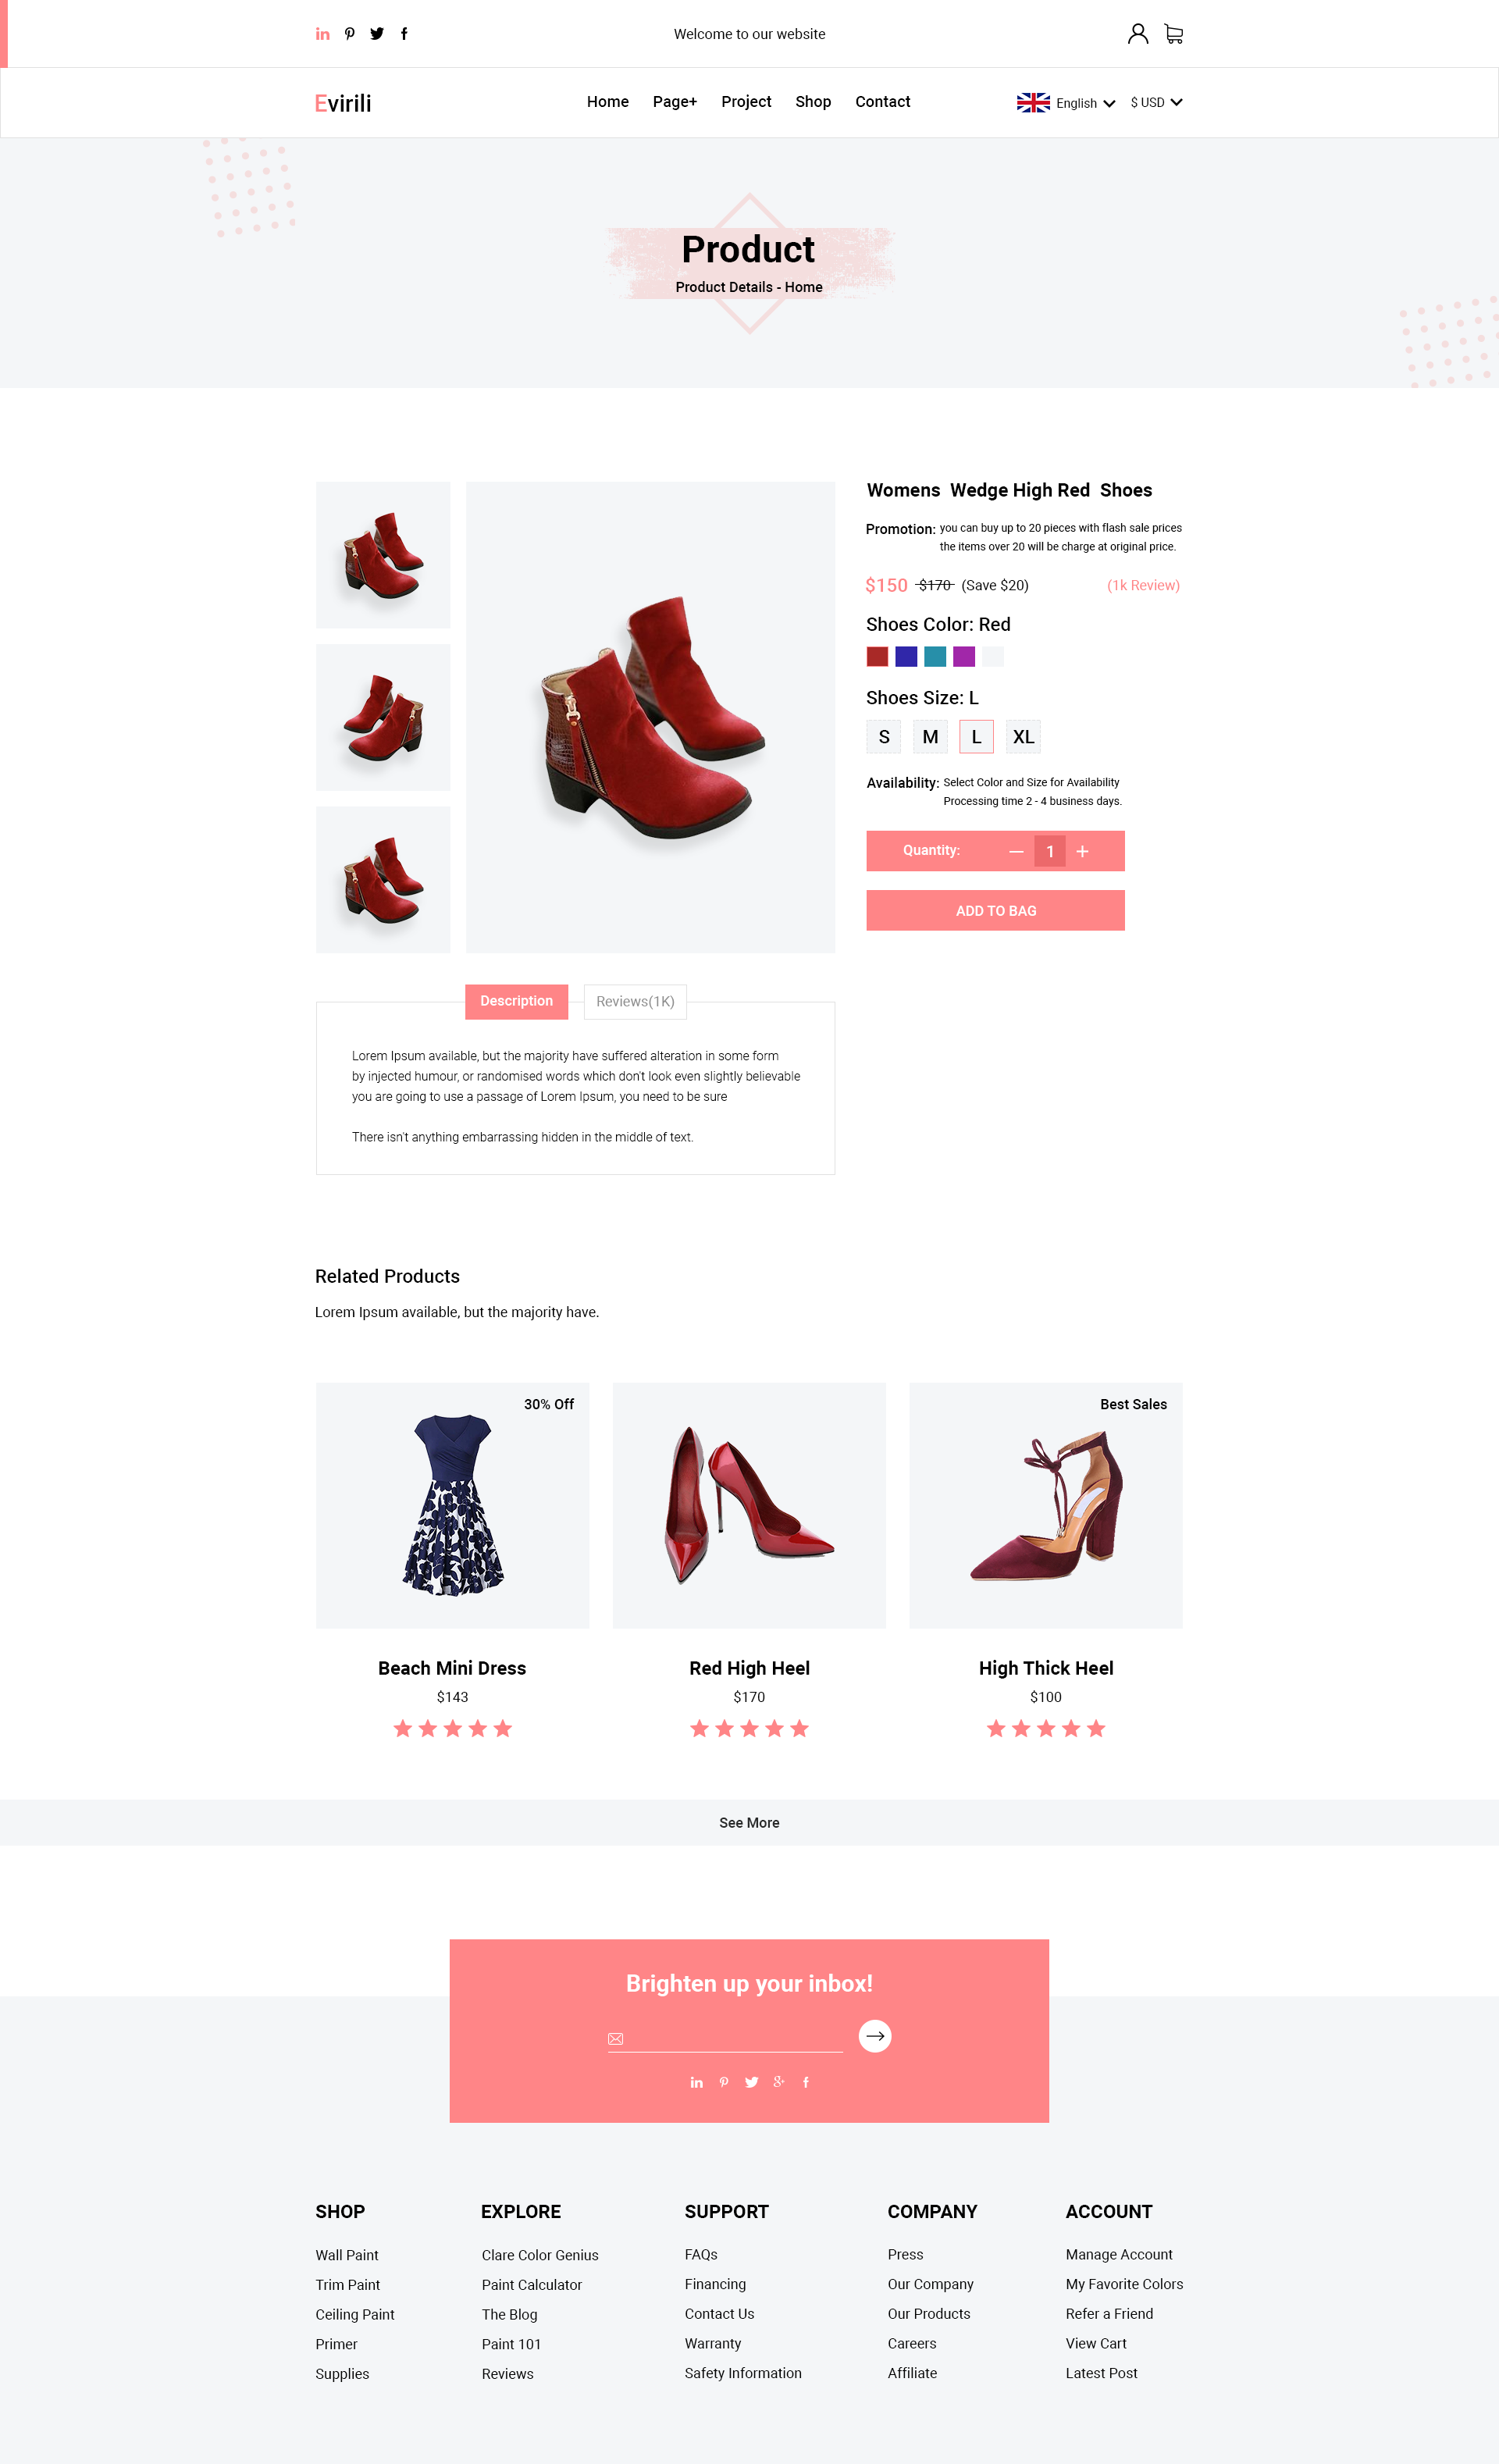 Welcome to our website
Evirili
Home Page+ Project Shop Contact
English $ USD
Product
Product Details - Home
Womens Wedge High Red Shoes
Promotion: you can buy up to 20 pieces with flash sale prices
the items over 20 will be charge at original price.
$150 $170 (Save $20) (1k Review)
Shoes Color: Red
Shoes Size: L
S M L XL
Availability: Select Color and Size for Availability
Processing time 2 - 4 business days.
Quantity: — 1 +
ADD TO BAG
Description Reviews(1K)
Lorem Ipsum available, but the majority have suffered alteration in some form
by injected humour, or randomised words which don't look even slightly believable
you are going to use a passage of Lorem Ipsum, you need to be sure
There isn't anything embarrassing hidden in the middle of text.
Related Products
Lorem Ipsum available, but the majority have.
30% Off
Best Sales
Beach Mini Dress
$143
Red High Heel
$170
High Thick Heel
$100
See More
Brighten up your inbox!
SHOP
Wall Paint
Trim Paint
Ceiling Paint
Primer
Supplies
EXPLORE
Clare Color Genius
Paint Calculator
The Blog
Paint 101
Reviews
SUPPORT
FAQs
Financing
Contact Us
Warranty
Safety Information
COMPANY
Press
Our Company
Our Products
Careers
Affiliate
ACCOUNT
Manage Account
My Favorite Colors
Refer a Friend
View Cart
Latest Post